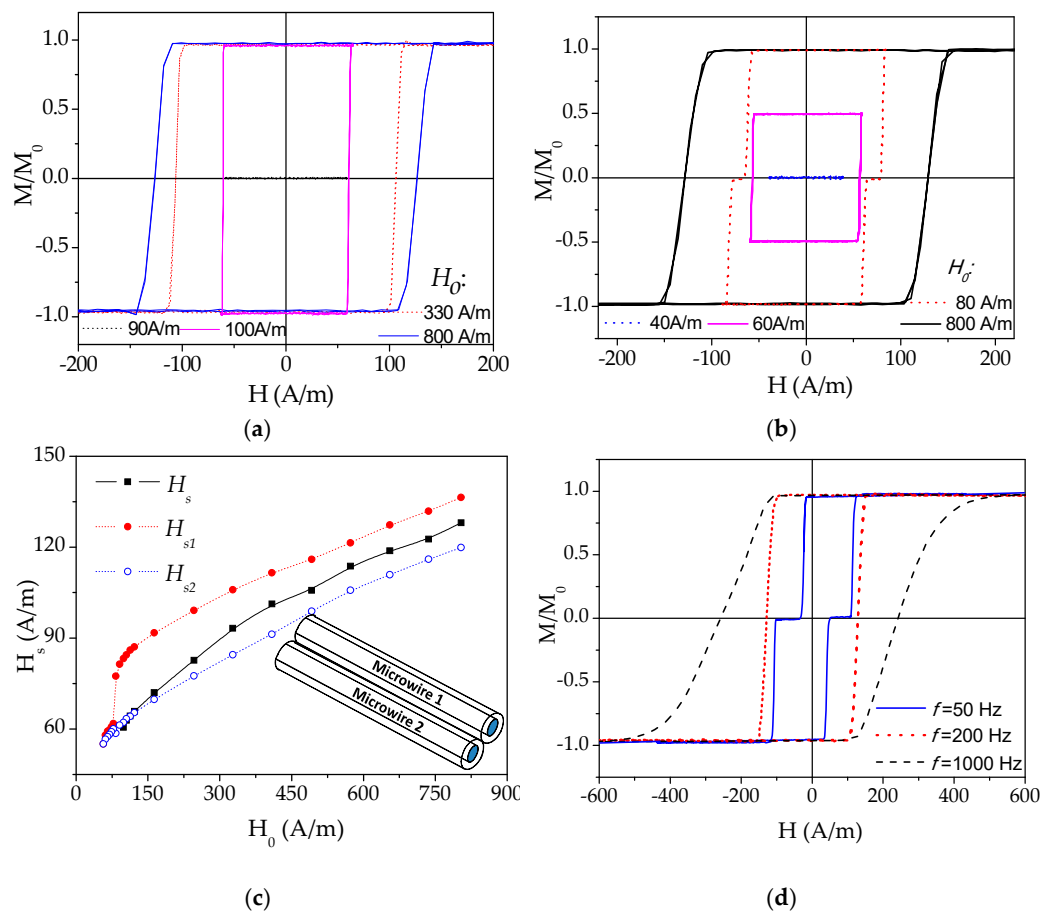 1.0
0.5
0.0
-0.5
-1.0
M/M0
H0:
330 A/m
90A/m 100A/m 800 A/m
-200 -100 0 100 200
H (A/m)
(a)
1.0
0.5
0.0
-0.5
-1.0
M/M0
H0:
80 A/m
40A/m 60A/m 800A/m
-200 -100 0 100 200
H (A/m)
(b)
150
120
90
60
Hs (A/m)
Hs
Hs1
Hs2
Microwire 1
Microwire 2
0 150 300 450 600 750 900
H0 (A/m)
(c)
1.0
0.5
0.0
-0.5
-1.0
M/M0
f=50 Hz
f=200 Hz
f=1000 Hz
-600 -400 -200 0 200 400 600
H (A/m)
(d)